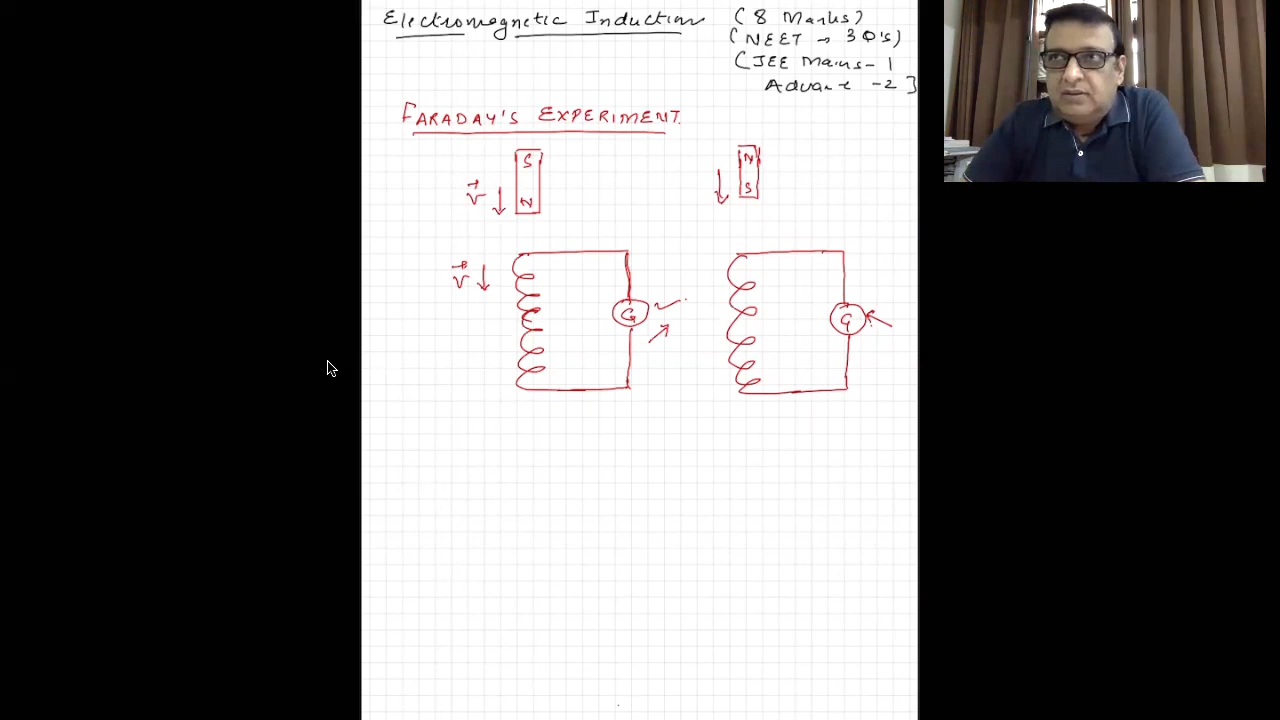 Electromagnetic Induction (8 Marks)
(NEET → 3 Q's)
(JEE Mains - 1
Advance - 2]
FARADAY'S EXPERIMENT.
S N
v N S
v
G G